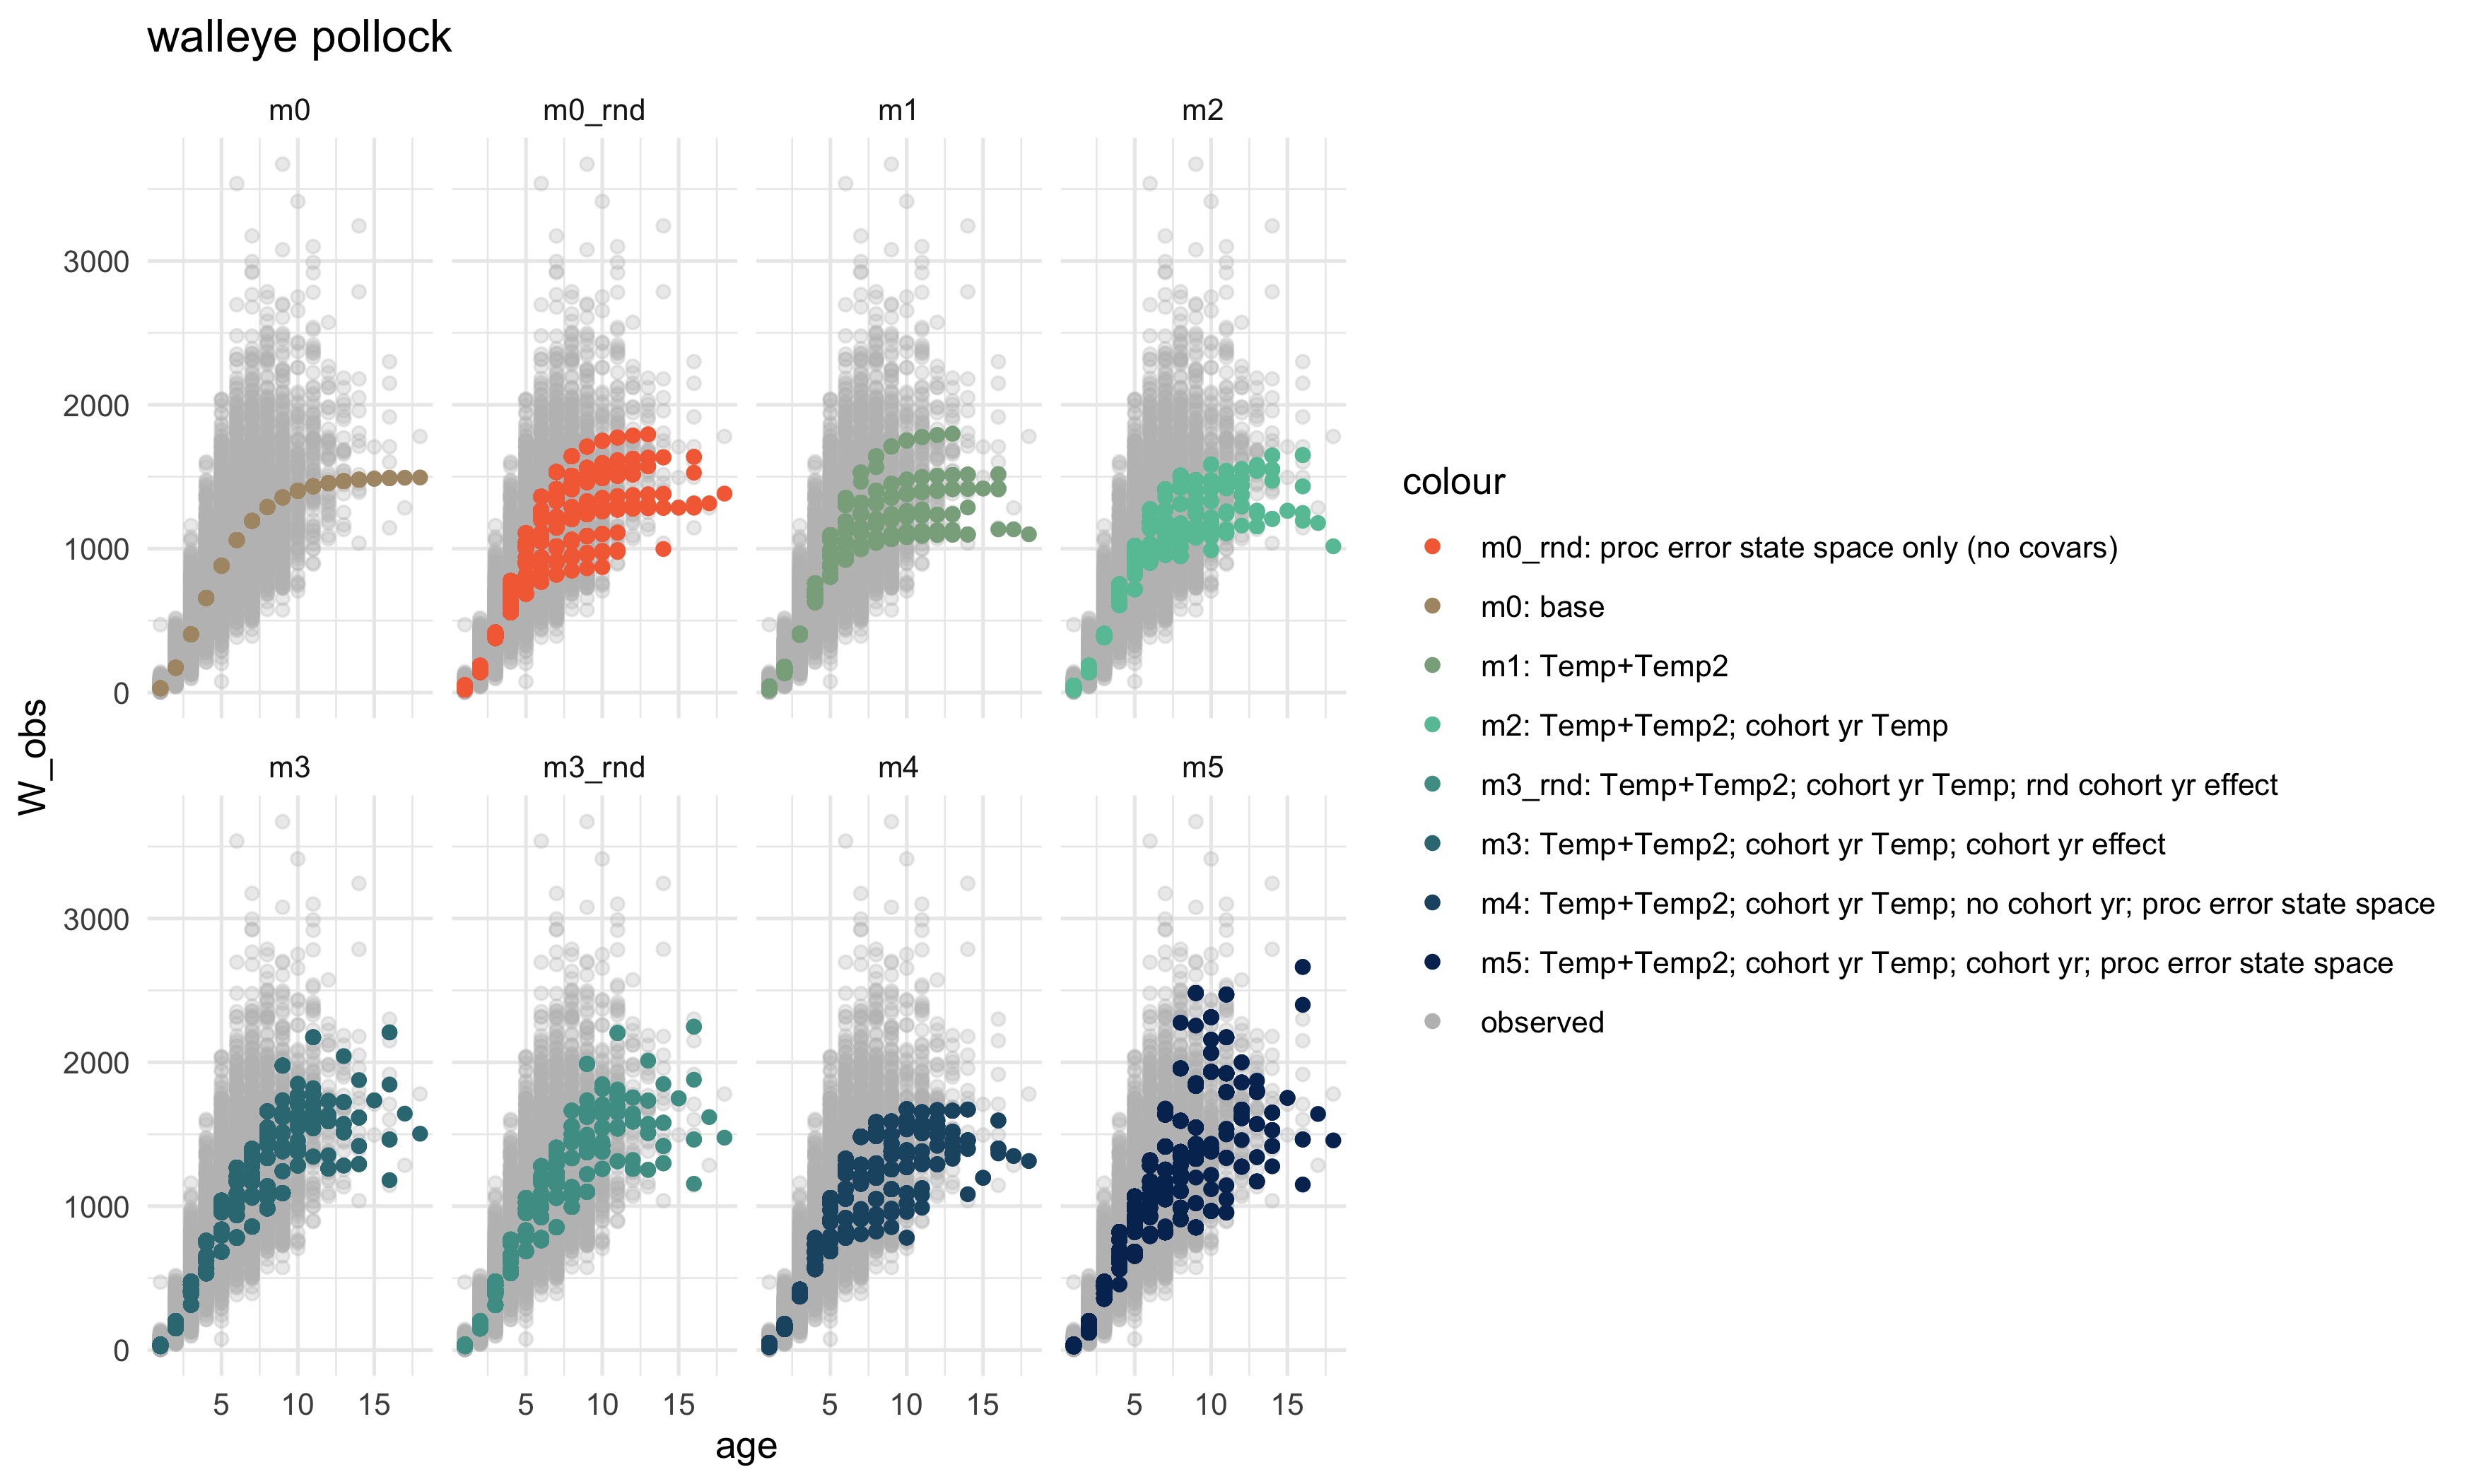 walleye pollock
m0
m0_rnd
m1
m2
3000
2000
1000
0
W_obs
m3
m3_rnd
m4
m5
3000
2000
1000
0
5 10 15
5 10 15
5 10 15
5 10 15
age
colour
m0_rnd: proc error state space only (no covars)
m0: base
m1: Temp+Temp2
m2: Temp+Temp2; cohort yr Temp
m3_rnd: Temp+Temp2; cohort yr Temp; rnd cohort yr effect
m3: Temp+Temp2; cohort yr Temp; cohort yr effect
m4: Temp+Temp2; cohort yr Temp; no cohort yr; proc error state space
m5: Temp+Temp2; cohort yr Temp; cohort yr; proc error state space
observed